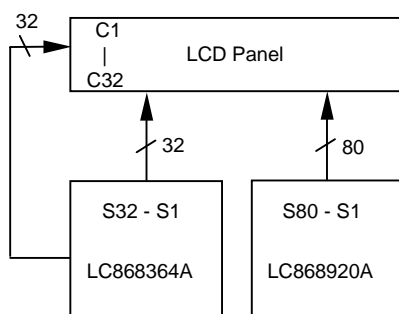 32
C1
|
C32
LCD Panel
32
80
S32 - S1
S80 - S1
LC868364A
LC868920A